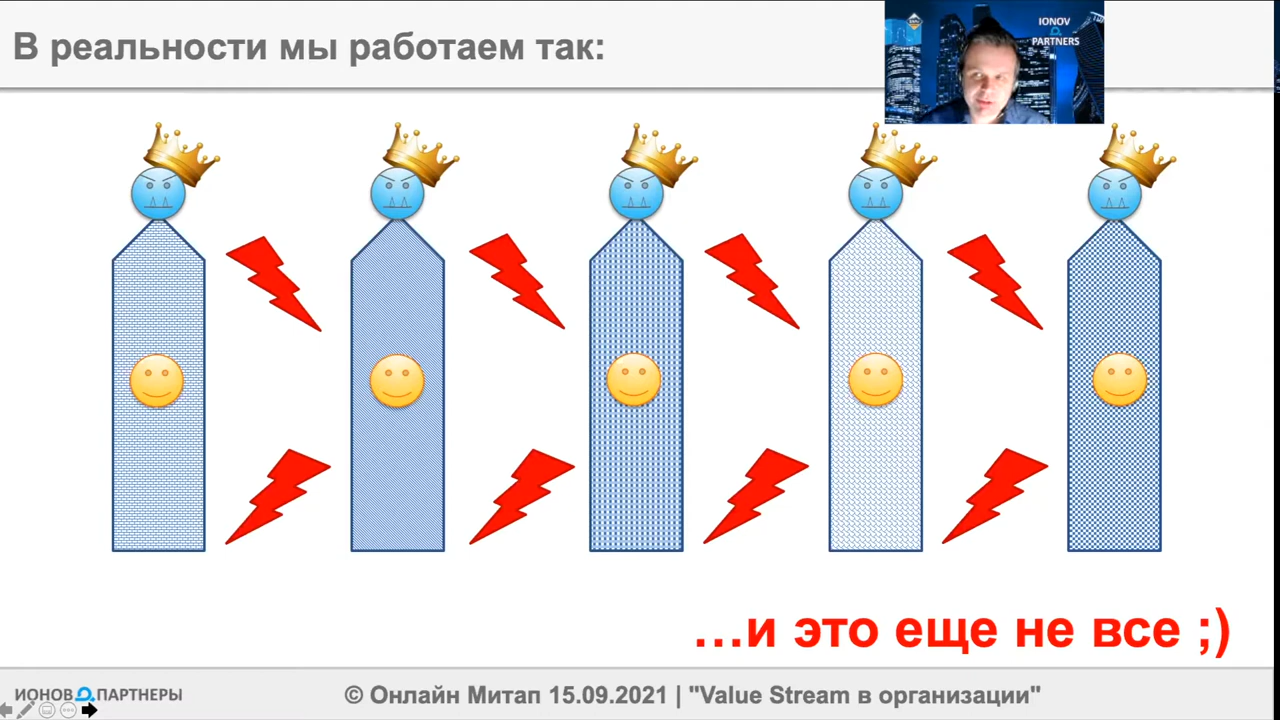 В реальности мы работаем так:
IONOV
PARTNERS
…и это еще не все ;)
ИОНОВ ПАРТНЕРЫ
© Онлайн Митап 15.09.2021 | "Value Stream в организации"